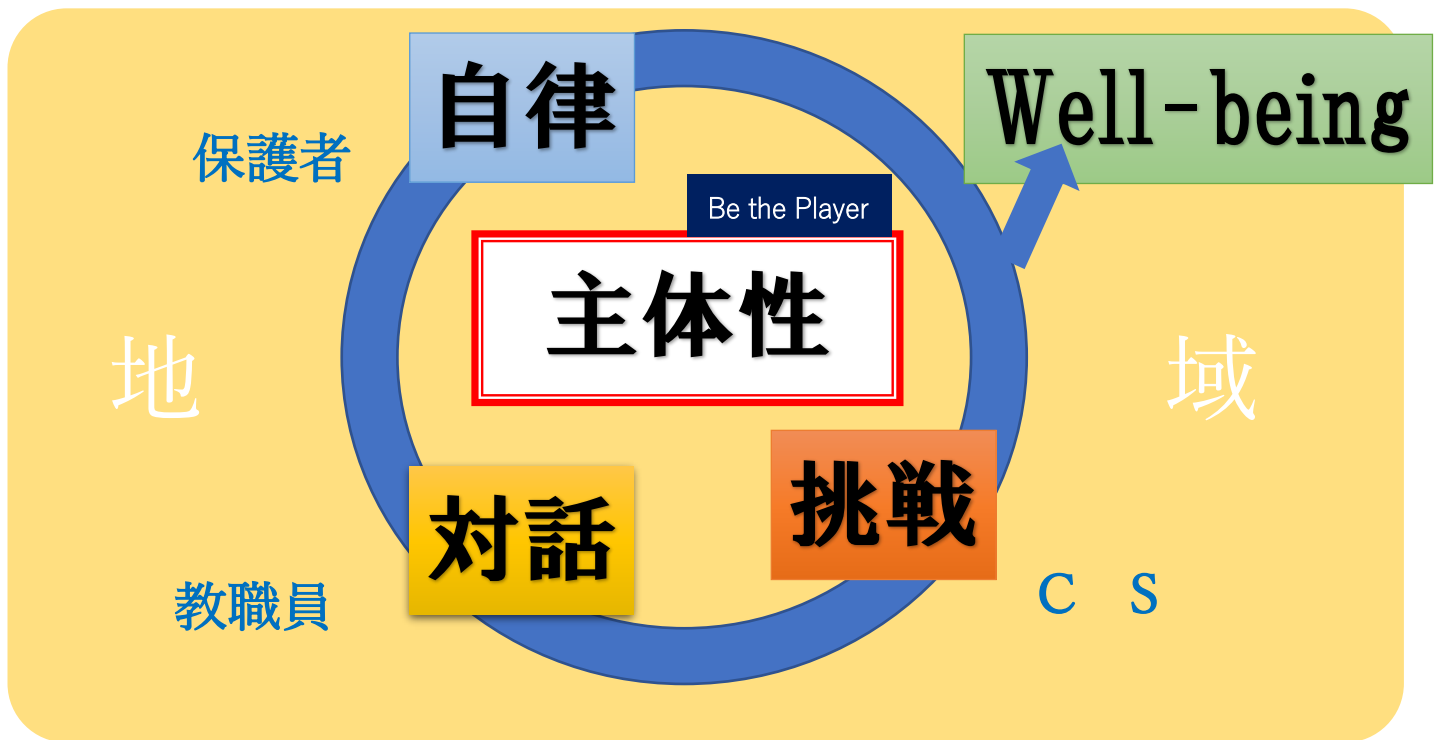 自律
Well-being
保護者
Be the Player
主体性
地域
対話
挑戦
教職員
CS